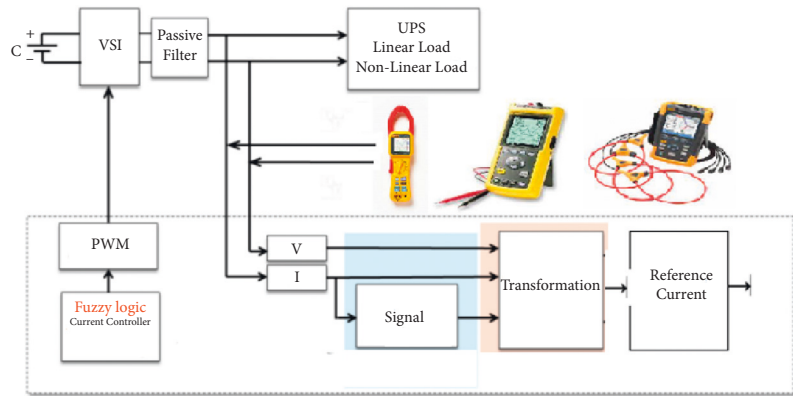 C
+
−
VSI
Passive
Filter
UPS
Linear Load
Non-Linear Load
PWM
Fuzzy logic
Current Controller
V
I
Signal
Transformation
Reference
Current